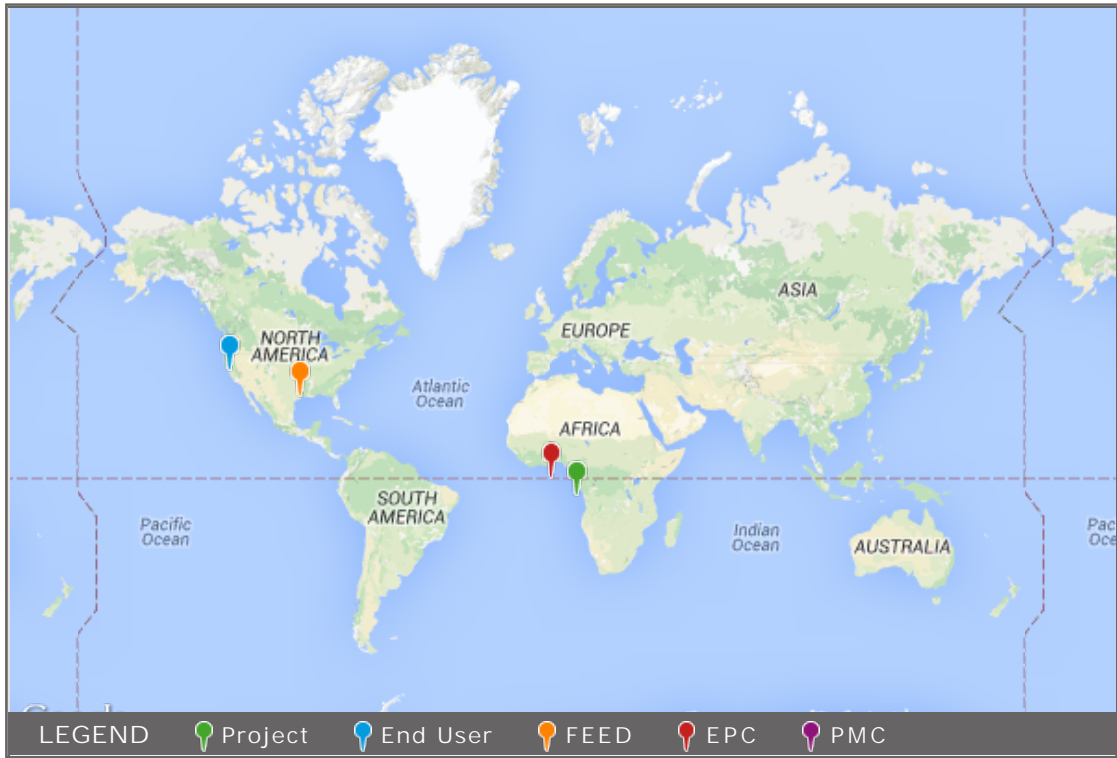 ASIA
NORTH
AMERICA
EUROPE
Atlantic
Ocean
AFRICA
SOUTH
AMERICA
Pacific
Ocean
Indian
Ocean
AUSTRALIA
LEGEND Project End User FEED EPC PMC